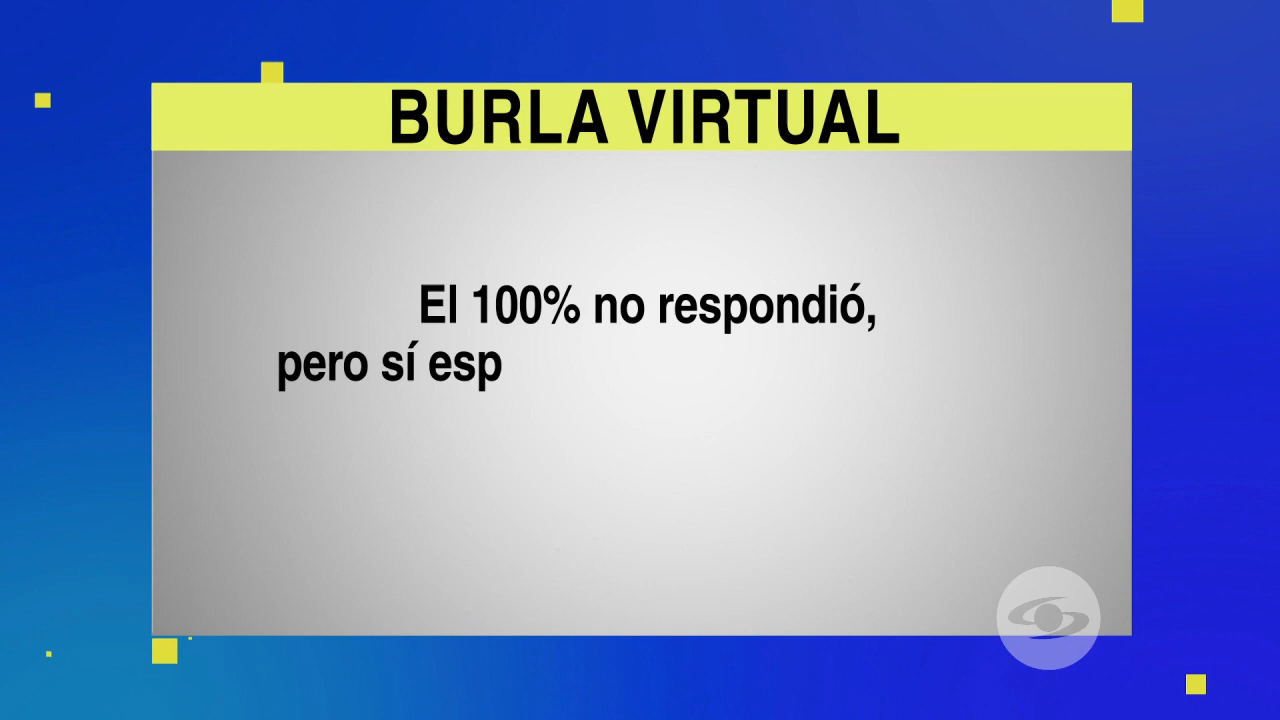 BURLA VIRTUAL
El 100% no respondió,
pero sí esp